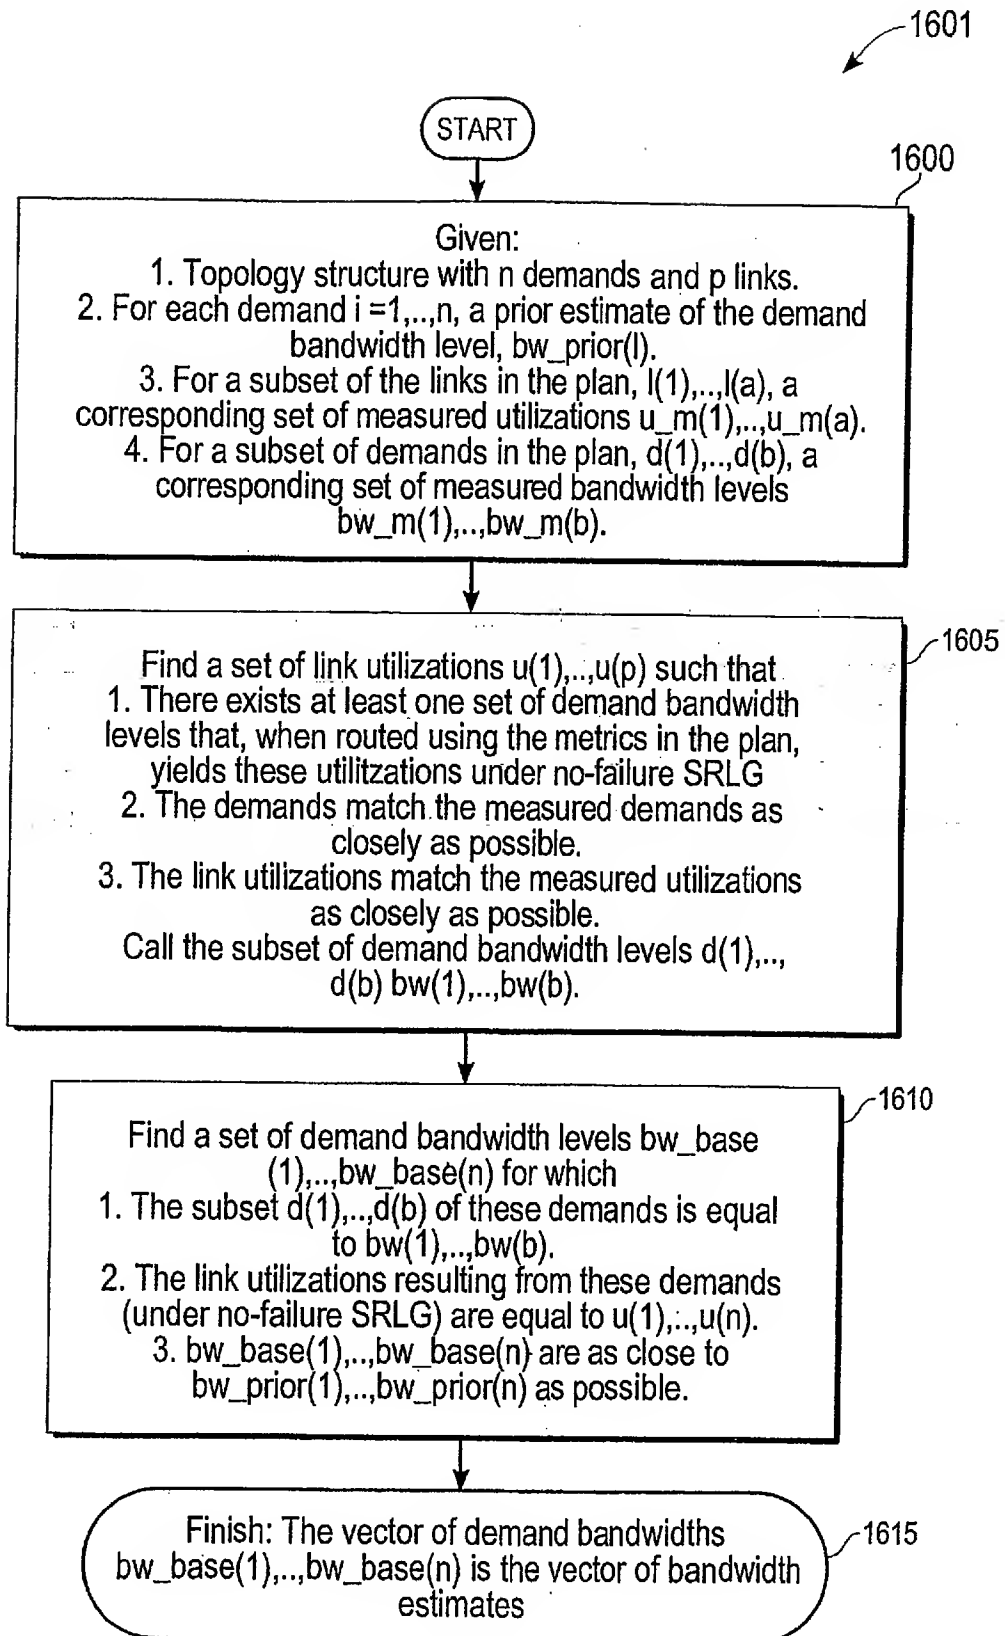 1601
START
1600
Given:
1. Topology structure with n demands and p links.
2. For each demand i =1,..,n, a prior estimate of the demand
bandwidth level, bw_prior(I).
3. For a subset of the links in the plan, l(1),..,l(a), a
corresponding set of measured utilizations u_m(1),..,u_m(a).
4. For a subset of demands in the plan, d(1),..,d(b), a
corresponding set of measured bandwidth levels
bw_m(1),..,bw_m(b).
1605
Find a set of link utilizations u(1),..,u(p) such that
1. There exists at least one set of demand bandwidth
levels that, when routed using the metrics in the plan,
yields these utilitzations under no-failure SRLG
2. The demands match the measured demands as
closely as possible.
3. The link utilizations match the measured utilizations
as closely as possible.
Call the subset of demand bandwidth levels d(1),..,
d(b) bw(1),..,bw(b).
1610
Find a set of demand bandwidth levels bw_base
(1),..,bw_base(n) for which
1. The subset d(1),..,d(b) of these demands is equal
to bw(1),..,bw(b).
2. The link utilizations resulting from these demands
(under no-failure SRLG) are equal to u(1),..,u(n).
3. bw_base(1),..,bw_base(n) are as close to
bw_prior(1),..,bw_prior(n) as possible.
1615
Finish: The vector of demand bandwidths
bw_base(1),..,bw_base(n) is the vector of bandwidth
estimates